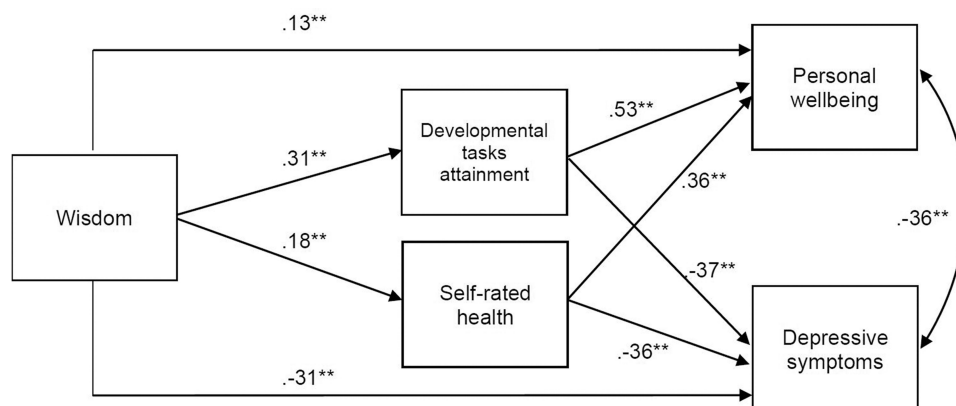 .13**
Personal
wellbeing
Developmental
tasks
attainment
.53**
.31**
.36**
Wisdom
.18**
.-36**
.-37**
Self-rated
health
Depressive
symptoms
.-36**
.-31**